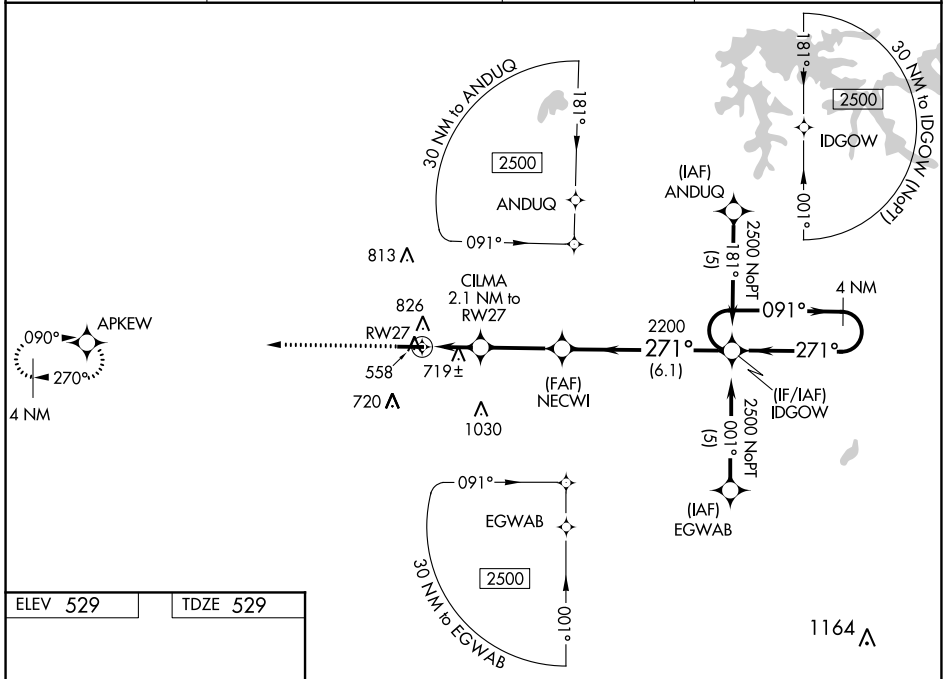 30 NM to ANDUQ
181°
2500
ANDUQ
091°
181°
2500
IDGOW
30 NM to IDGOW (NoPT)
001°
(IAF)
ANDUQ
2500 NoPT
181°
(5)
813
826
CILMA
2.1 NM to
RW27
RW27
558
719±
720
1030
090°
APKEW
270°
4 NM
(FAF)
NECWI
2200
271°
(6.1)
091°
4 NM
271°
(IF/IAF)
IDGOW
2500 NoPT
001°
(5)
(IAF)
EGWAB
091°
EGWAB
2500
30 NM to EGWAB
001°
1164
ELEV 529
TDZE 529